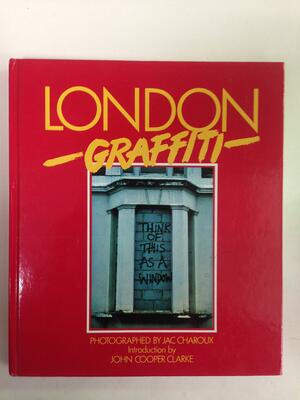 LONDON
GRAFFITI
THINK
OF
THIS
AS A
WINDOW
PHOTOGRAPHED BY JAC CHAROUX
Introduction by
JOHN COOPER CLARKE